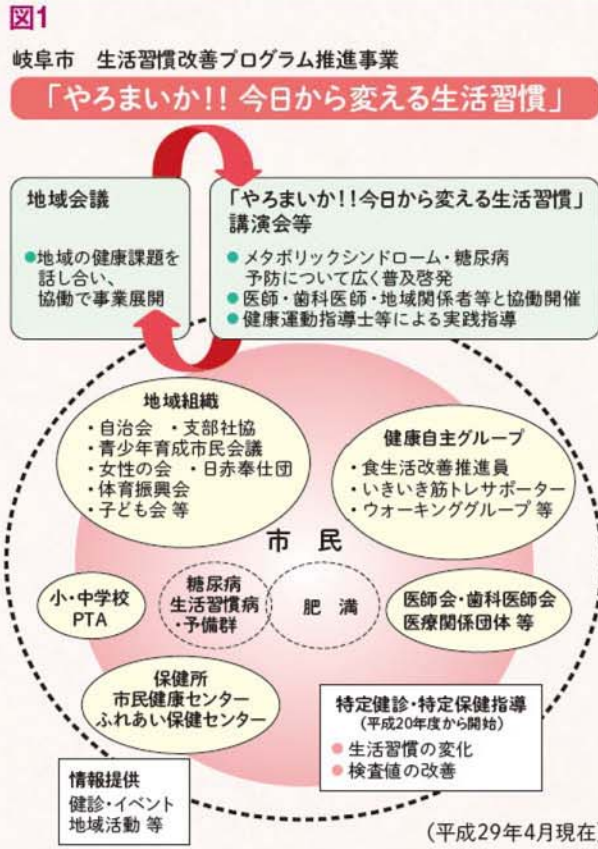 図1
岐阜市 生活習慣改善プログラム推進事業
「やろまいか!! 今日から変える生活習慣」
地域会議
●地域の健康課題を
話し合い、
協働で事業展開
「やろまいか!!今日から変える生活習慣」
講演会等
● メタボリックシンドローム・糖尿病
予防について広く普及啓発
● 医師・歯科医師・地域関係者等と協働開催
● 健康運動指導士等による実践指導
地域組織
・自治会 ・支部社協
・青少年育成市民会議
・女性の会 ・日赤奉仕団
・体育振興会
・子ども会 等
健康自主グループ
・食生活改善推進員
・いきいき筋トレサポーター
・ウォーキンググループ 等
市 民
小・中学校
PTA
糖尿病
生活習慣病
・予備群
肥 満
医師会・歯科医師会
医療関係団体 等
保健所
市民健康センター
ふれあい保健センター
特定健診・特定保健指導
(平成20年度から開始)
● 生活習慣の変化
● 検査値の改善
情報提供
健診・イベント
地域活動 等
(平成29年4月現在)